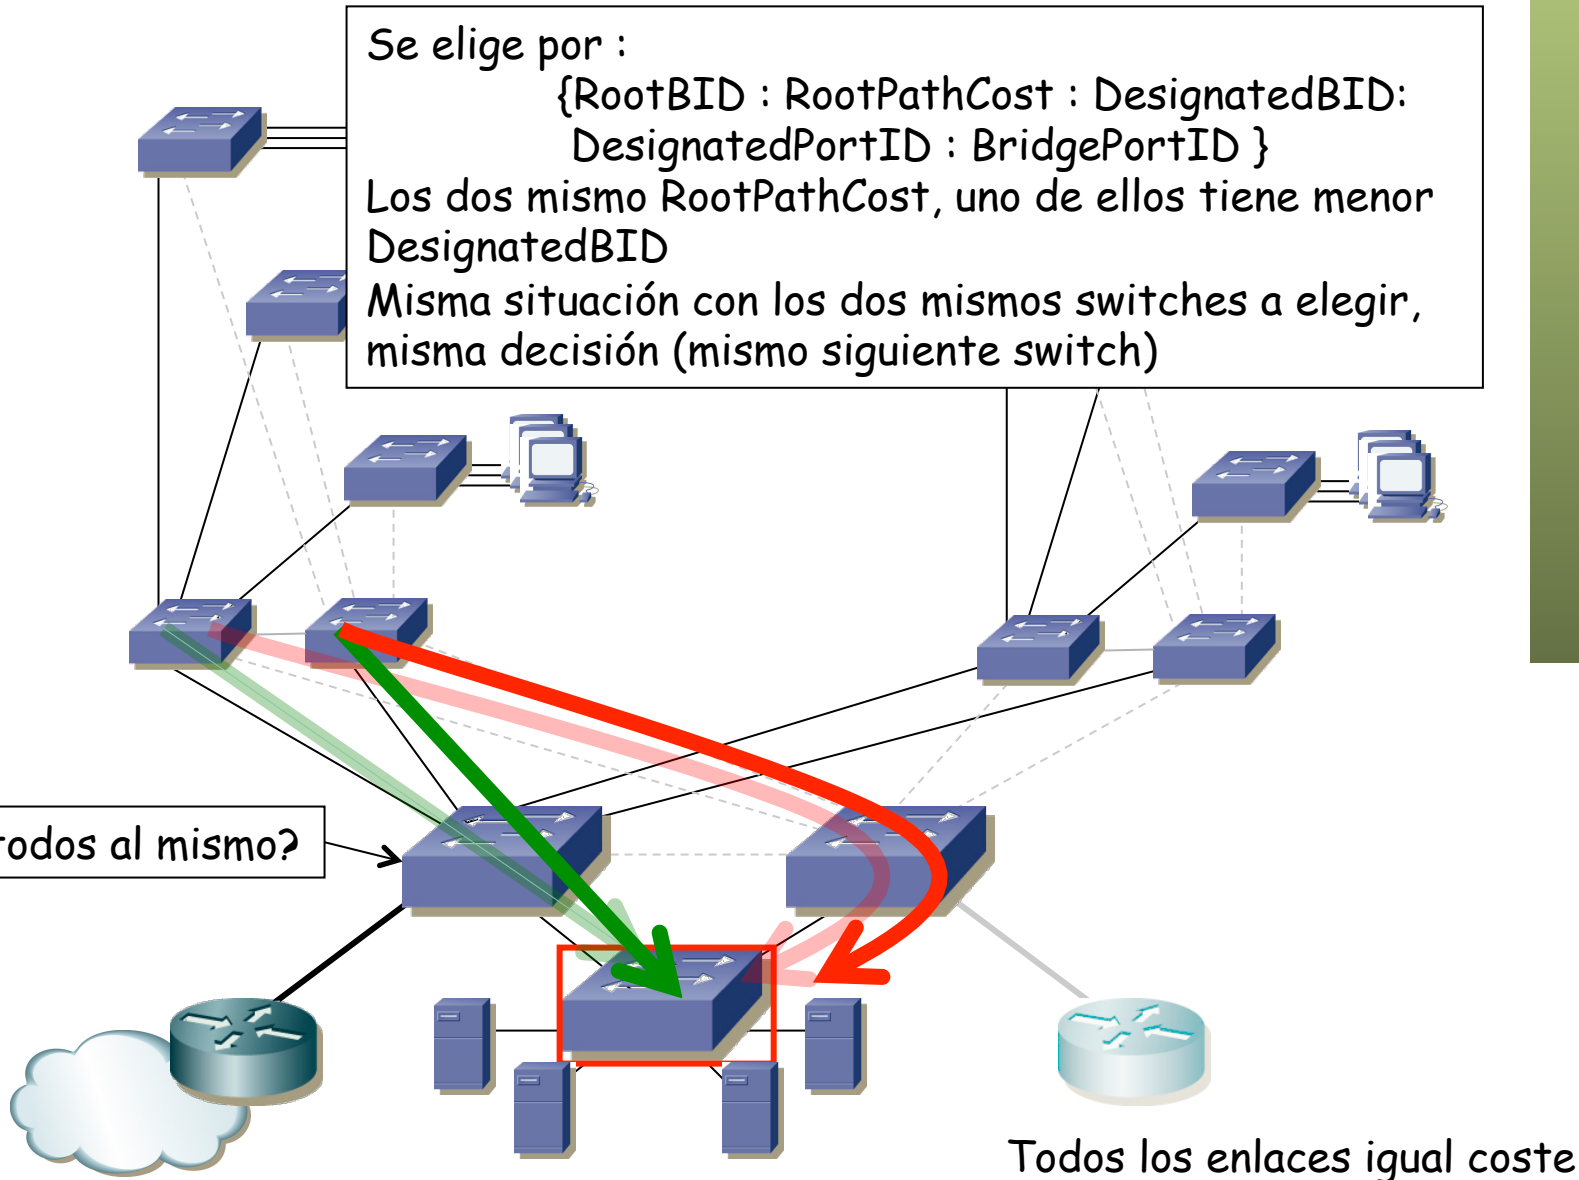 Se elige por :
{RootBID : RootPathCost : DesignatedBID:
DesignatedPortID : BridgePortID }
Los dos mismo RootPathCost, uno de ellos tiene menor
DesignatedBID
Misma situación con los dos mismos switches a elegir,
misma decisión (mismo siguiente switch)
al mismo?
Todos los enlaces igual coste